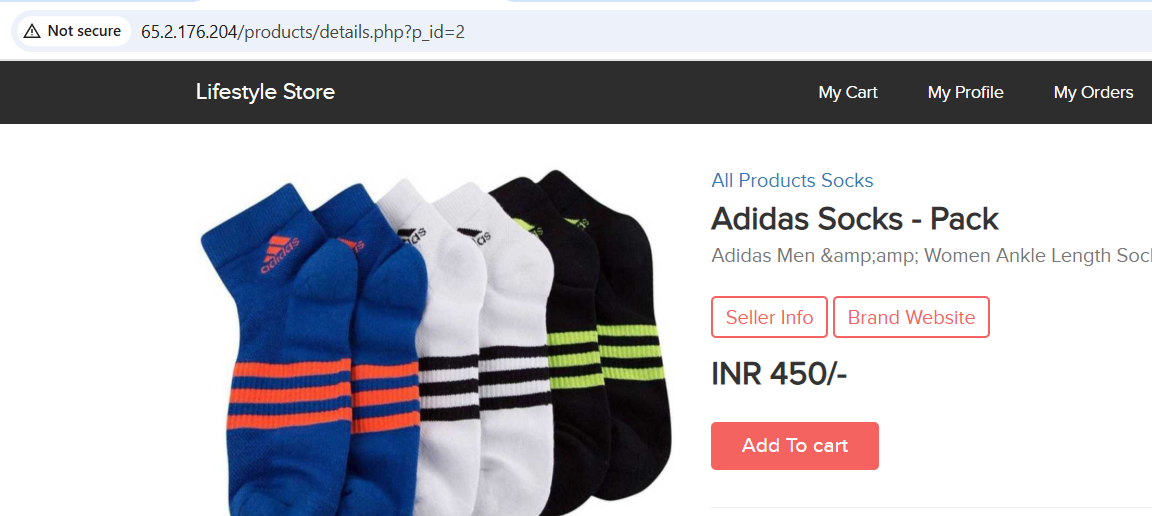 Not secure 65.2.176.204/products/details.php?p_id=2
Lifestyle Store My Cart My Profile My Orders
All Products Socks
Adidas Socks - Pack
Adidas Men &amp;amp; Women Ankle Length Soc
Seller Info Brand Website
INR 450/-
Add To cart
adidas